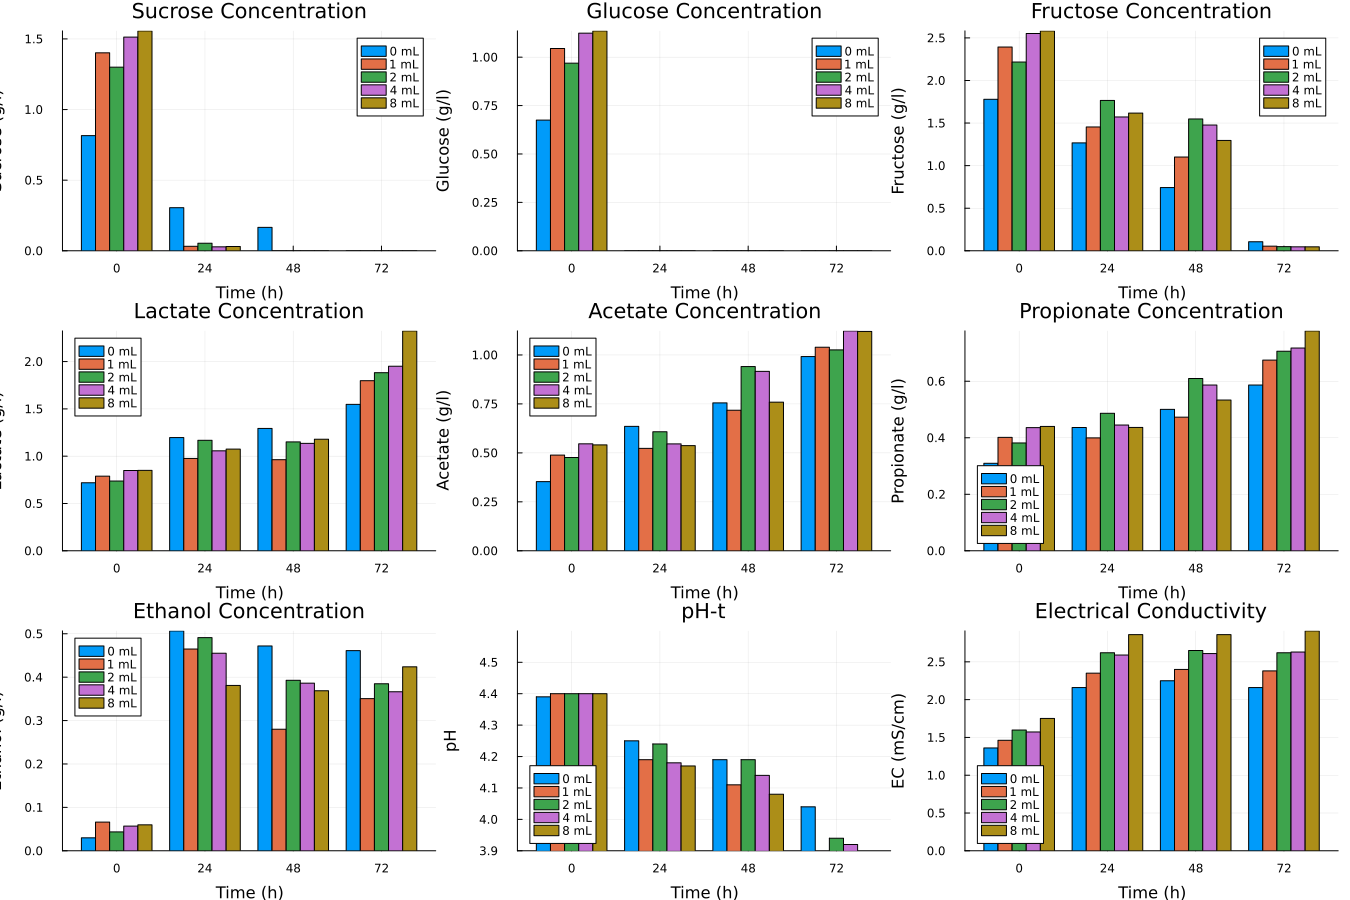 Sucrose Concentration
1.5
1.0
0.5
0.0
0 24 48 72
Time (h)
0 mL
1 mL
2 mL
4 mL
8 mL
Glucose Concentration
Glucose (g/l)
1.00
0.75
0.50
0.25
0.00
0 24 48 72
0 mL
1 mL
2 mL
4 mL
8 mL
Fructose Concentration
Fructose (g/l)
2.5
2.0
1.5
1.0
0.5
0.0
0 24 48 72
Time (h)
0 mL
1 mL
2 mL
4 mL
8 mL
Lactate Concentration
2.0
1.5
1.0
0.5
0.0
0 24 48 72
Time (h)
0 mL
1 mL
2 mL
4 mL
8 mL
Acetate Concentration
Acetate (g/l)
1.00
0.75
0.50
0.25
0.00
0 24 48 72
0 mL
1 mL
2 mL
4 mL
8 mL
Propionate Concentration
Propionate (g/l)
0.6
0.4
0.2
0.0
0 24 48 72
Time (h)
0 mL
1 mL
2 mL
4 mL
8 mL
Ethanol Concentration
0.5
0.4
0.3
0.2
0.1
0.0
0 24 48 72
Time (h)
0 mL
1 mL
2 mL
4 mL
8 mL
pH-t
pH
4.5
4.4
4.3
4.2
4.1
4.0
3.9
0 24 48 72
Time (h)
0 mL
1 mL
2 mL
4 mL
8 mL
Electrical Conductivity
EC (mS/cm)
2.5
2.0
1.5
1.0
0.5
0.0
0 24 48 72
Time (h)
0 mL
1 mL
2 mL
4 mL
8 mL